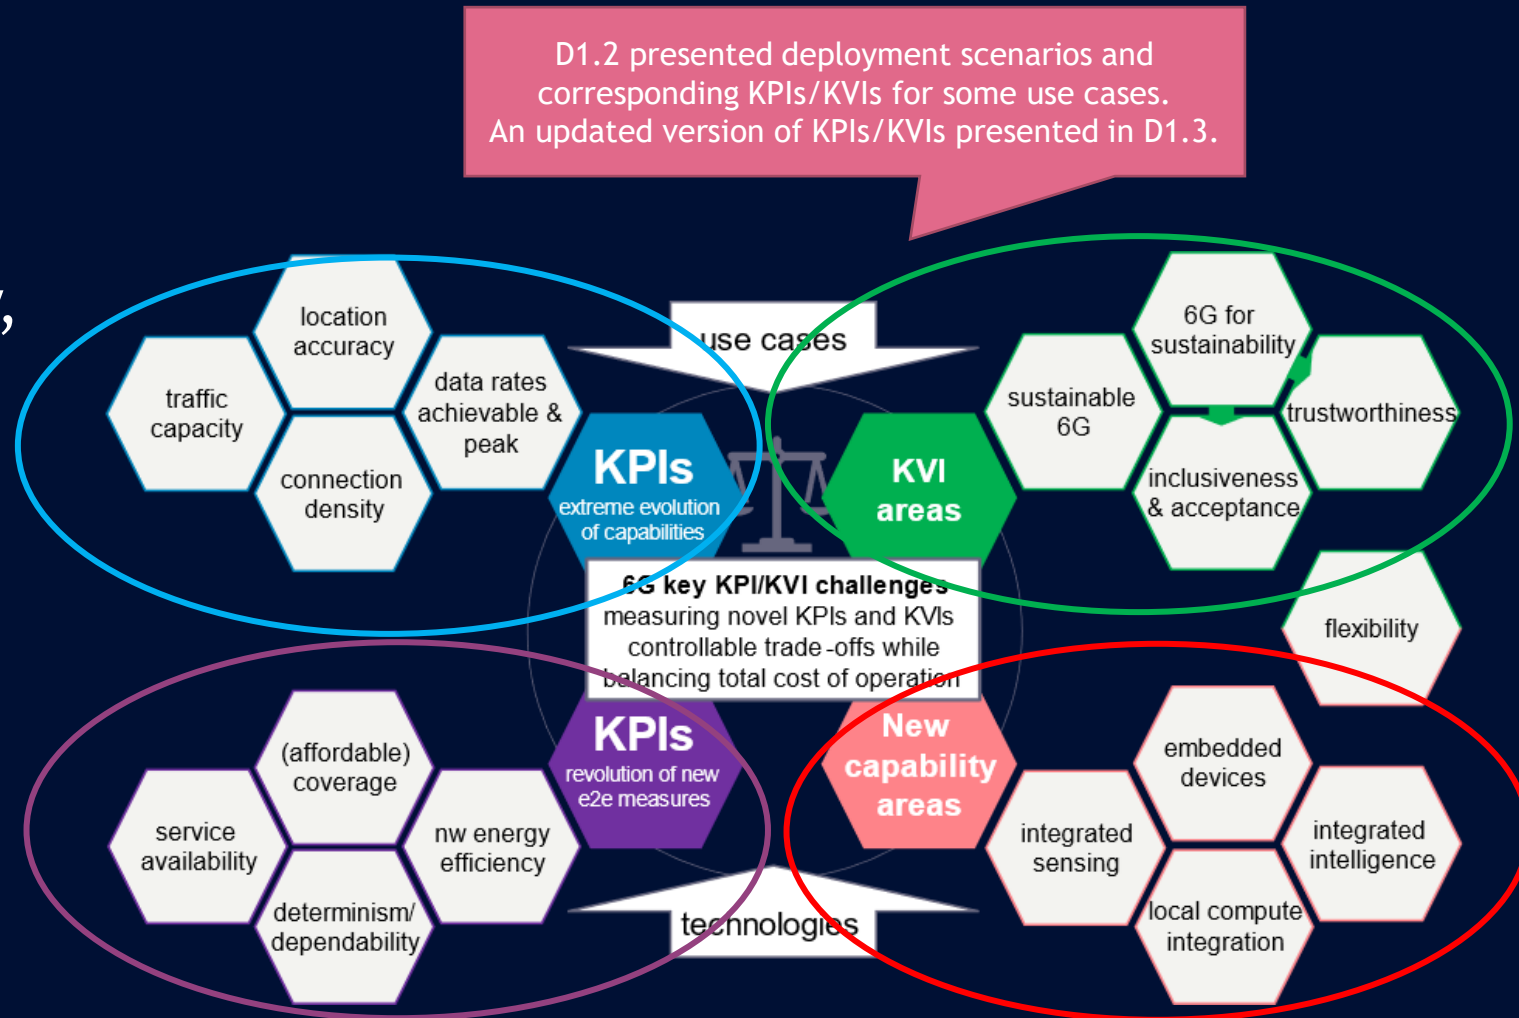 D1.2 presented deployment scenarios and
corresponding KPIs/KVIs for some use cases.
An updated version of KPIs/KVIs presented in D1.3.
,
location
accuracy
traffic
capacity
data rates
achievable &
peak
connection
density
KPIs
extreme evolution
of capabilities
use cases
KVI
areas
sustainable
6G
6G for
sustainability
trustworthiness
inclusiveness
& acceptance
flexibility
6G key KPI/KVI challenges
measuring novel KPIs and KVIs
controllable trade-offs while
balancing total cost of operation
(affordable)
coverage
service
availability
nw energy
efficiency
determinism/
dependability
KPIs
revolution of new
e2e measures
technologies
New
capability
areas
embedded
devices
integrated
sensing
integrated
intelligence
local compute
integration